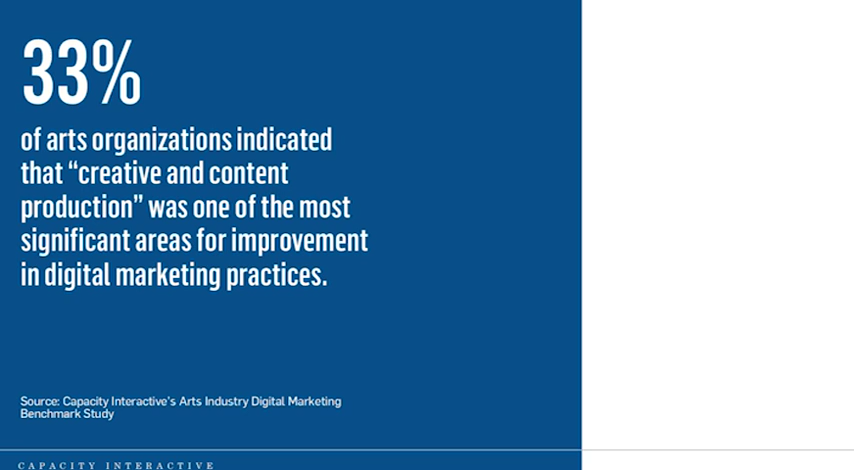 33%
of arts organizations indicated
that “creative and content
production” was one of the most
significant areas for improvement
in digital marketing practices.
Source: Capacity Interactive's Arts Industry Digital Marketing
Benchmark Study
CAPACITY INTERACTIVE